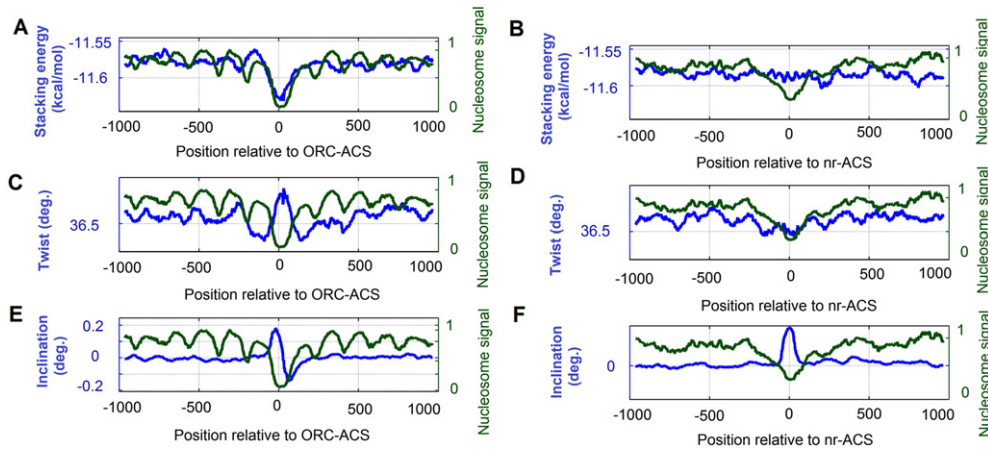 A
Stacking energy
(kcal/mol)
-11.55
-11.6
1
0
Nucleosome signal
-1000 -500 0 500 1000
Position relative to ORC-ACS
B
Stacking energy
(kcal/mol)
-11.55
-11.6
1
0
Nucleosome signal
-1000 -500 0 500 1000
Position relative to nr-ACS
C
Twist (deg.)
36.5
1
0
Nucleosome signal
-1000 -500 0 500 1000
Position relative to ORC-ACS
D
Twist (deg.)
36.5
1
0
Nucleosome signal
-1000 -500 0 500 1000
Position relative to nr-ACS
E
Inclination
(deg.)
0.2
0
-0.2
1
0
Nucleosome signal
-1000 -500 0 500 1000
Position relative to ORC-ACS
F
Inclination
(deg.)
0
1
0
Nucleosome signal
-1000 -500 0 500 1000
Position relative to nr-ACS